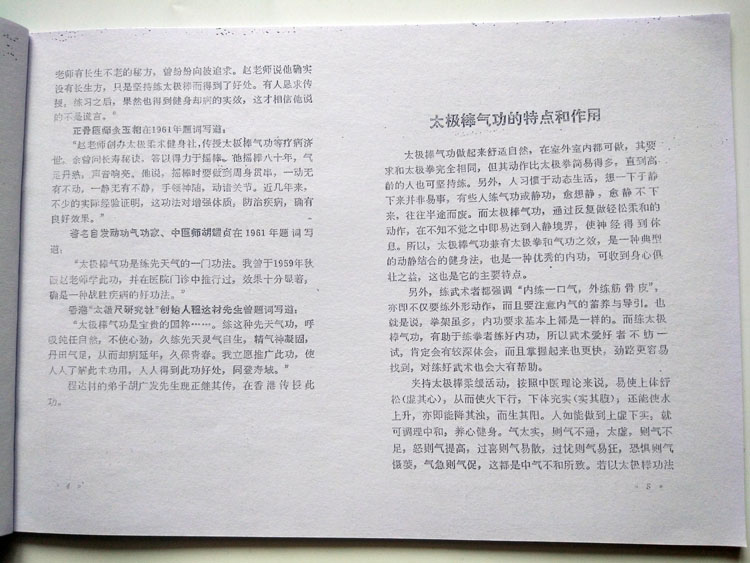 老师有长生不老的秘方，曾纷纷向彼追求。赵老师说他确实
没有长生方，只是坚持练太极棒而得到了好处。有人恳求传
授，练习之后，果然也得到健身却病的实效，这才相信他说
的不是谎言。”
正骨医师 在1961年题词写道：
“赵老师创办太极柔术健身社，传授太极棒气功等疗病济
世。余曾问长寿秘诀，答以得力于摇棒。他摇棒八十年，气
足丹熟，声音响亮。他说，摇棒时要做到周身贯串，一动无
有不动，一静无有不静，手领神随，动诸关节。近几年来，
不少的实际经验证明，这功法对增强体质，防治疾病，确有
良好效果。”
著名自发动功气功家、中医师胡耀贞在1961年题词写
道：
“太极棒气功是练先天气的一门功法。我曾于1959年秋
跟赵老师学此功，并在医院门诊中推行过，效果十分显著，
确是一种战胜疾病的好功法。”
香港“太极尺研究社”创始人程达材先生曾题词写道：
“太极棒气功是宝贵的国粹……。练这种先天气功，呼
吸纯任自然，不使心劲，久练先天灵气自生，精气神凝固，
丹田气足，从而却病延年，久保青春。我立愿推广此功，使
人人了解此本功用，人人得到此功好处，同登寿域。”
程达材的弟子胡广发先生现正继其传，在香港传授此
功。
· 4 ·
太极棒气功的特点和作用
太极棒气功做起来舒适自然，在室外室内都可做，其要
求和太极拳完全相同，但其动作比太极拳简易得多，直到高
龄的人也可坚持练。另外，人习惯于动态生活，想一下子静
下来并非易事，有些人练气功或静功，愈想静，愈静不下
来，往往半途而废。而太极棒气功，通过反复做轻松柔和的
动作，在不知不觉之中即易达到入静境界，使神经得到休
息。所以，太极棒气功兼有太极拳和气功之效，是一种典型
的动静结合的健身法，也是一种优秀的内功，可收到身心俱
壮之益，这也是它的主要特点。
另外，练武术者都强调“内练一口气，外练筋骨皮”，
亦即不仅要练外形动作，而且要注意内气的蓄养与导引。也
就是说，拳架虽多，内功要求基本上都是一样的。而练太极
棒气功，有助于练拳者练好内功，所以武术爱好者不妨一
试，肯定会有较深体会，而且掌握起来也更快，劲路更容易
找到，对练好武术也会大有帮助。
夹持太极棒柔缓活动，按照中医理论来说，易使上体舒
松（虚其心），从而使火下行，下体充实（实其腹）；还能使水
上升，亦即能降其浊，而生其阳。人如能做到上虚下实，就
可调理中和，养心健身。气太实，则气不通，太虚，则气不
足，怒则气提高，过喜则气易散，过忧则气易狂，恐惧则气
慑萎，气急则气促，这都是中气不和所致。若以太极棒功法
· 5 ·